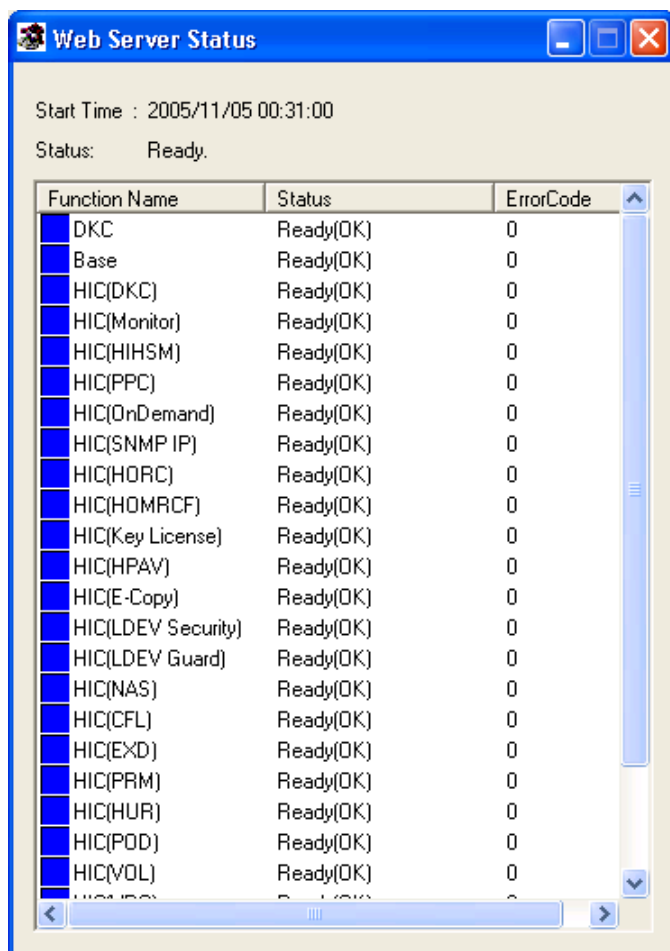 Web Server Status
Start Time : 2005/11/05 00:31:00
Status: Ready.
Function Name Status ErrorCode
DKC Ready(OK) 0
Base Ready(OK) 0
HIC(DKC) Ready(OK) 0
HIC(Monitor) Ready(OK) 0
HIC(HIHSM) Ready(OK) 0
HIC(PPC) Ready(OK) 0
HIC(OnDemand) Ready(OK) 0
HIC(SNMP IP) Ready(OK) 0
HIC(HORC) Ready(OK) 0
HIC(HOMRCF) Ready(OK) 0
HIC(Key License) Ready(OK) 0
HIC(HPAV) Ready(OK) 0
HIC(E-Copy) Ready(OK) 0
HIC(LDEV Security) Ready(OK) 0
HIC(LDEV Guard) Ready(OK) 0
HIC(NAS) Ready(OK) 0
HIC(CFL) Ready(OK) 0
HIC(EXD) Ready(OK) 0
HIC(PRM) Ready(OK) 0
HIC(HUR) Ready(OK) 0
HIC(POD) Ready(OK) 0
HIC(VOL) Ready(OK) 0